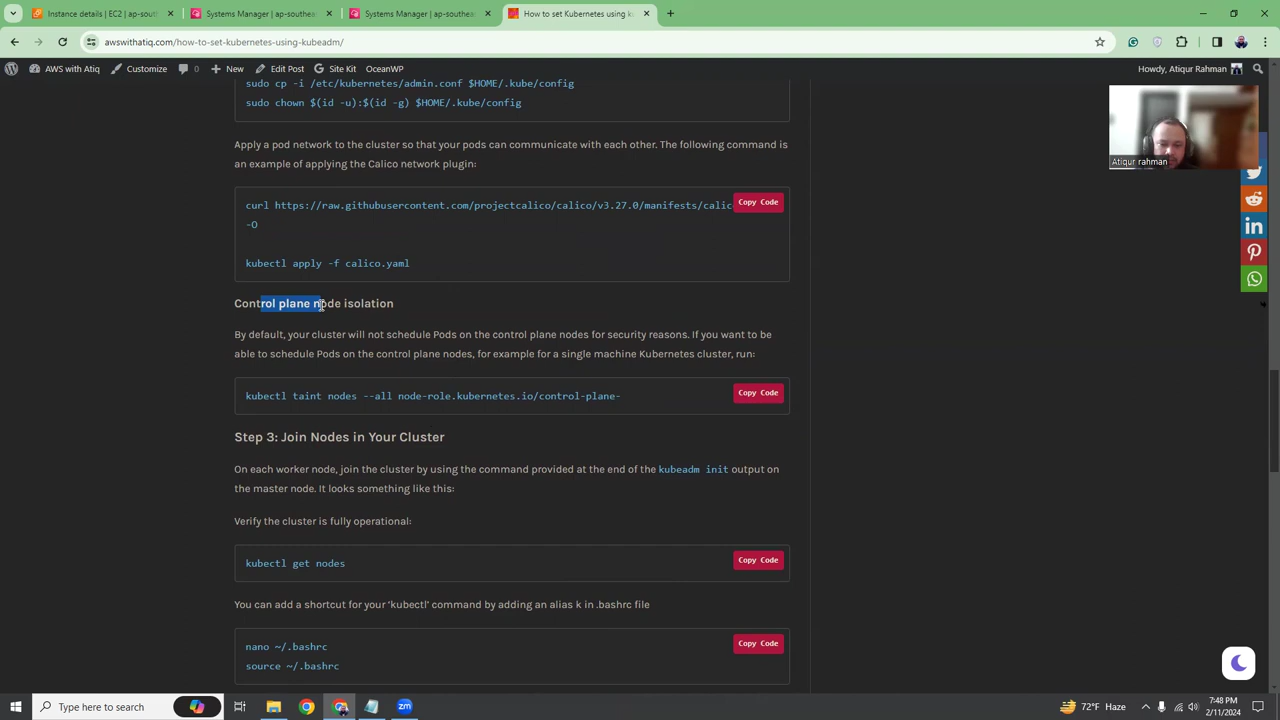 Instance details | EC2 | ap-sout
Systems Manager | ap-southeas
Systems Manager | ap-southeas
How to set Kubernetes using ku
awswithatiq.com/how-to-set-kubernetes-using-kubeadm/
AWS with Atiq
Customize
0
New
Edit Post
Site Kit
OceanWP
Howdy, Atiqur Rahman
sudo cp -i /etc/kubernetes/admin.conf $HOME/.kube/config
sudo chown $(id -u):$(id -g) $HOME/.kube/config
Atiqur rahman
Apply a pod network to the cluster so that your pods can communicate with each other. The following command is
an example of applying the Calico network plugin:
Copy Code
curl https://raw.githubusercontent.com/projectcalico/calico/v3.27.0/manifests/calic
-O
kubectl apply -f calico.yaml
Control plane node isolation
By default, your cluster will not schedule Pods on the control plane nodes for security reasons. If you want to be
able to schedule Pods on the control plane nodes, for example for a single machine Kubernetes cluster, run:
Copy Code
kubectl taint nodes --all node-role.kubernetes.io/control-plane-
Step 3: Join Nodes in Your Cluster
On each worker node, join the cluster by using the command provided at the end of the kubeadm init output on
the master node. It looks something like this:
Verify the cluster is fully operational:
Copy Code
kubectl get nodes
You can add a shortcut for your 'kubectl' command by adding an alias k in .bashrc file
Copy Code
nano ~/.bashrc
source ~/.bashrc
Type here to search
zm
72°F Haze
7:48 PM
2/11/2024